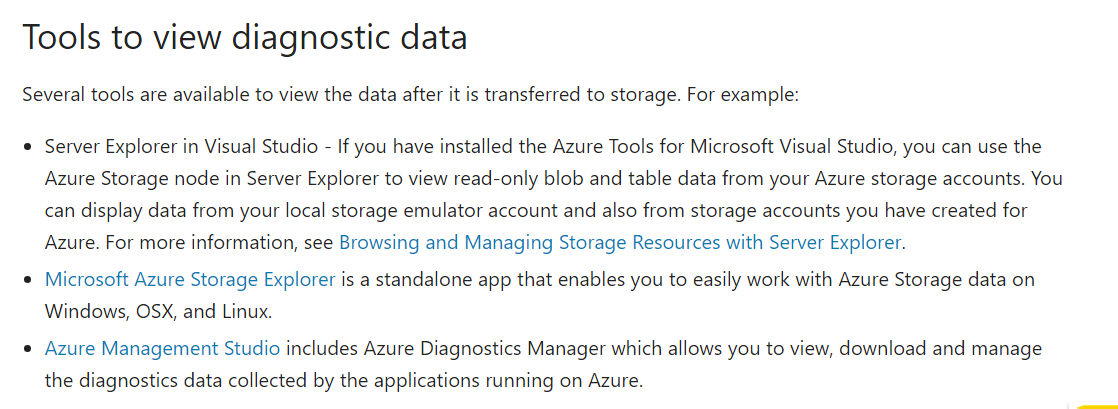 Tools to view diagnostic data
Several tools are available to view the data after it is transferred to storage. For example:
• Server Explorer in Visual Studio - If you have installed the Azure Tools for Microsoft Visual Studio, you can use the
Azure Storage node in Server Explorer to view read-only blob and table data from your Azure storage accounts. You
can display data from your local storage emulator account and also from storage accounts you have created for
Azure. For more information, see Browsing and Managing Storage Resources with Server Explorer.
• Microsoft Azure Storage Explorer is a standalone app that enables you to easily work with Azure Storage data on
Windows, OSX, and Linux.
• Azure Management Studio includes Azure Diagnostics Manager which allows you to view, download and manage
the diagnostics data collected by the applications running on Azure.